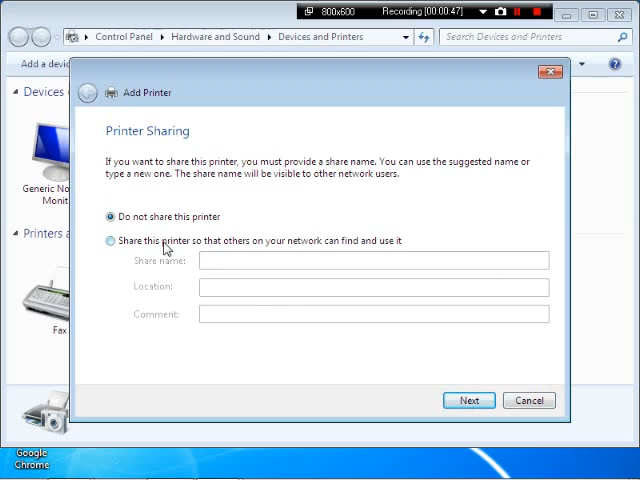 800x600
Recording [00:00:47]
Control Panel
Hardware and Sound
Devices and Printers
Search Devices and Printers
Add a devi
Devices
Add Printer
Printer Sharing
If you want to share this printer, you must provide a share name. You can use the suggested name or
type a new one. The share name will be visible to other network users.
Do not share this printer
Share this printer so that others on your network can find and use it
Share name:
Location:
Comment:
Next
Cancel
Generic No
Monit
Printers a
Fax
Google
Chrome